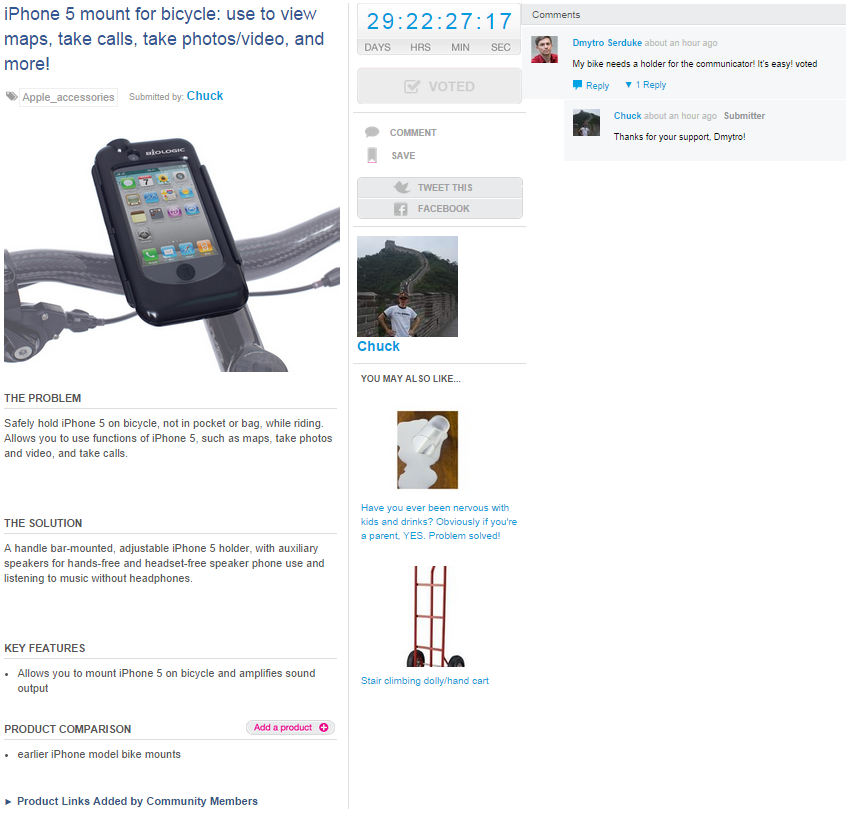 iPhone 5 mount for bicycle: use to view
maps, take calls, take photos/video, and
more!
Apple_accessories
Submitted by: Chuck
BIOLOGIC
THE PROBLEM
Safely hold iPhone 5 on bicycle, not in pocket or bag, while riding.
Allows you to use functions of iPhone 5, such as maps, take photos
and video, and take calls.
THE SOLUTION
A handle bar-mounted, adjustable iPhone 5 holder, with auxiliary
speakers for hands-free and headset-free speaker phone use and
listening to music without headphones.
KEY FEATURES
• Allows you to mount iPhone 5 on bicycle and amplifies sound
output
PRODUCT COMPARISON
Add a product
• earlier iPhone model bike mounts
► Product Links Added by Community Members
29:22:27:17
DAYS HRS MIN SEC
VOTED
COMMENT
SAVE
TWEET THIS
FACEBOOK
Chuck
YOU MAY ALSO LIKE...
Have you ever been nervous with
kids and drinks? Obviously if you're
a parent, YES. Problem solved!
Stair climbing dolly/hand cart
Comments
Dmytro Serduke about an hour ago
My bike needs a holder for the communicator! It's easy! voted
Reply ▼ 1 Reply
Chuck about an hour ago Submitter
Thanks for your support, Dmytro!